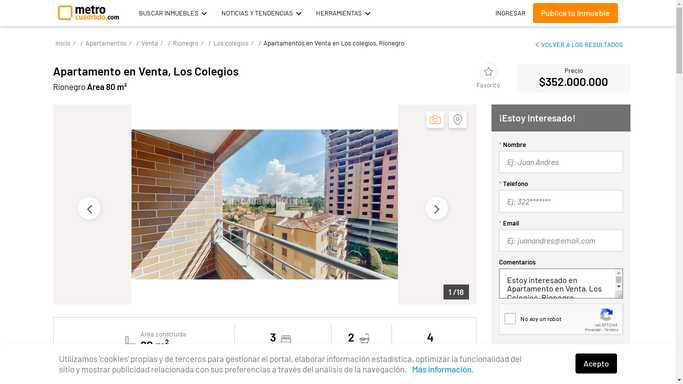 metro
cuadrado.com
BUSCAR INMUEBLES
NOTICIAS Y TENDENCIAS
HERRAMIENTAS
INGRESAR
Publica tu Inmueble
Inicio / / Apartamentos / / Venta / / Rionegro / / Los colegios / / Apartamentos en Venta en Los colegios, Rionegro
VOLVER A LOS RESULTADOS
Apartamento en Venta, Los Colegios
Rionegro Area 80 m²
Favorito
Precio
$352.000.000
1 /18
¡Estoy Interesado!
* Nombre
Ej: Juan Andres
* Telefono
Ej: 322*******
* Email
Ej: juanandres@email.com
Comentarios
Estoy interesado en
Apartamento en Venta, Los
Colegios, Rionegro
No soy un robot
reCAPTCHA
Privacidad - Términos
Área construida
80 m²
3
2
4
Utilizamos 'cookies' propias y de terceros para gestionar el portal, elaborar información estadística, optimizar la funcionalidad del
sitio y mostrar publicidad relacionada con sus preferencias a través del análisis de la navegación. Más información.
Acepto